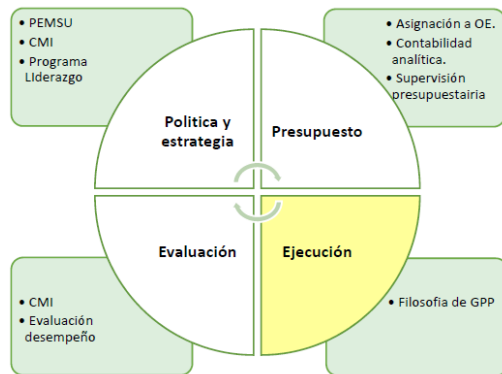 • PEMSU
• CMI
• Programa
LIderazgo
• Asignación a OE.
• Contabilidad
analítica.
• Supervisión
presupuestairia
Politica y
estrategia
Presupuesto
Evaluación
Ejecución
• CMI
• Evaluación
desempeño
• Filosofia de GPP